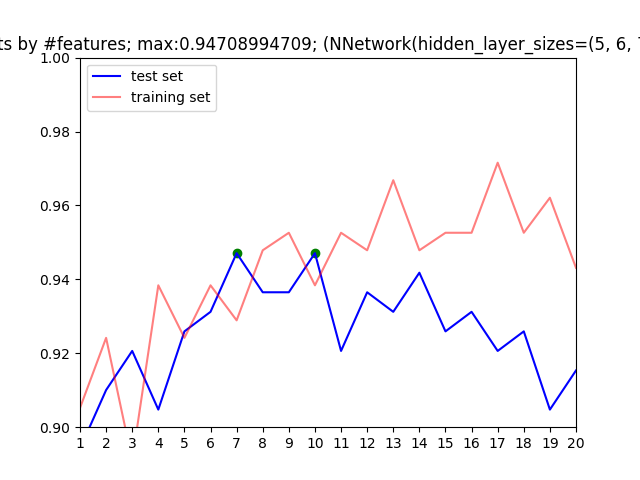 ts by #features; max:0.94708994709; (NNetwork(hidden_layer_sizes=(5, 6,
test set
training set
1.00
0.98
0.96
0.94
0.92
0.90
1 2 3 4 5 6 7 8 9 10 11 12 13 14 15 16 17 18 19 20